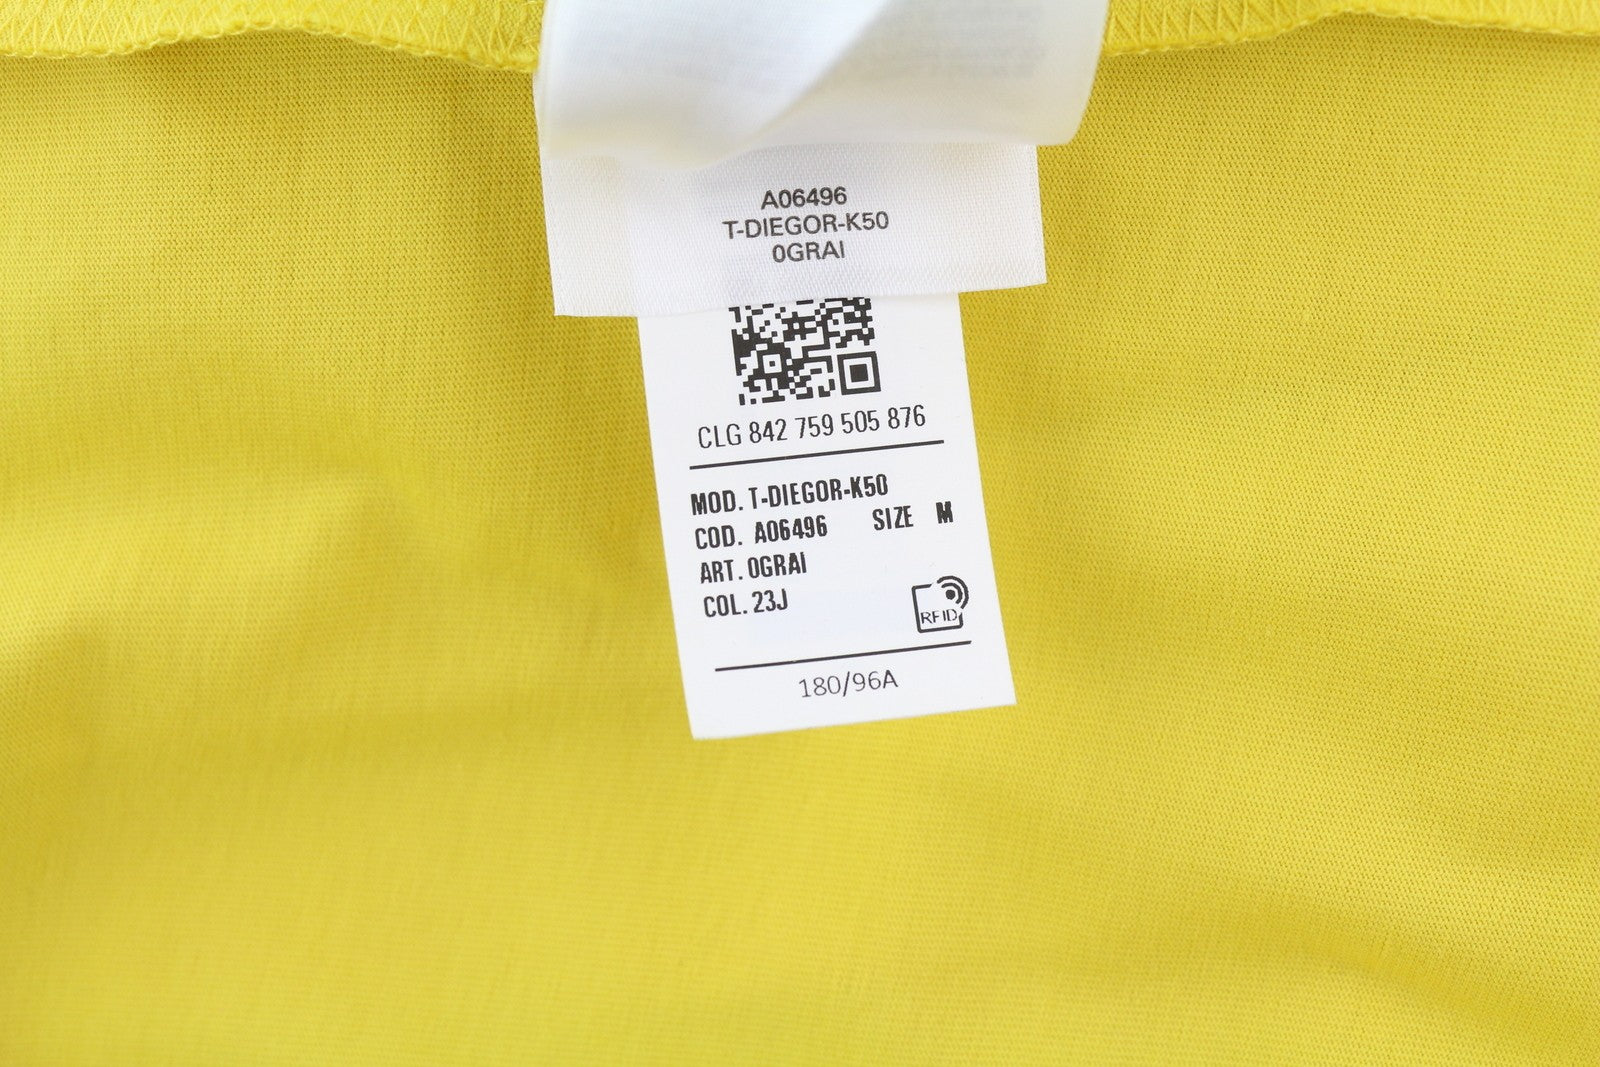 A06496
T-DIEGOR-K50
0GRAI
CLG 842 759 505 876
MOD. T-DIEGOR-K50
COD. A06496 SIZE M
ART. 0GRAI
COL. 23J
RFID
180/96A